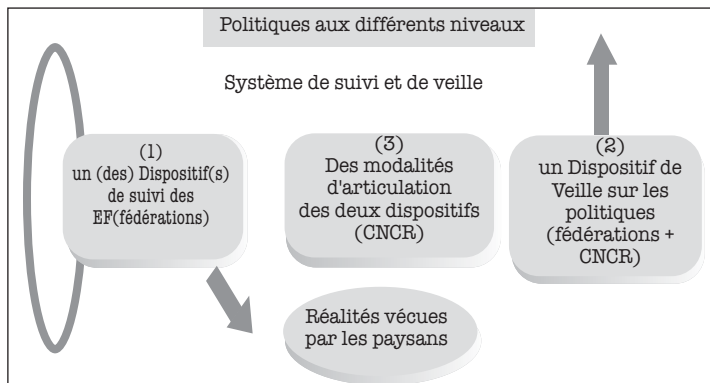 Politiques aux différents niveaux
Système de suivi et de veille
(1)
un (des) Dispositif(s)
de suivi des
EF(fédérations)
(3)
Des modalités
d'articulation
des deux dispositifs
(CNCR)
(2)
un Dispositif de
Veille sur les
politiques
(fédérations +
CNCR)
Réalités vécues
par les paysans